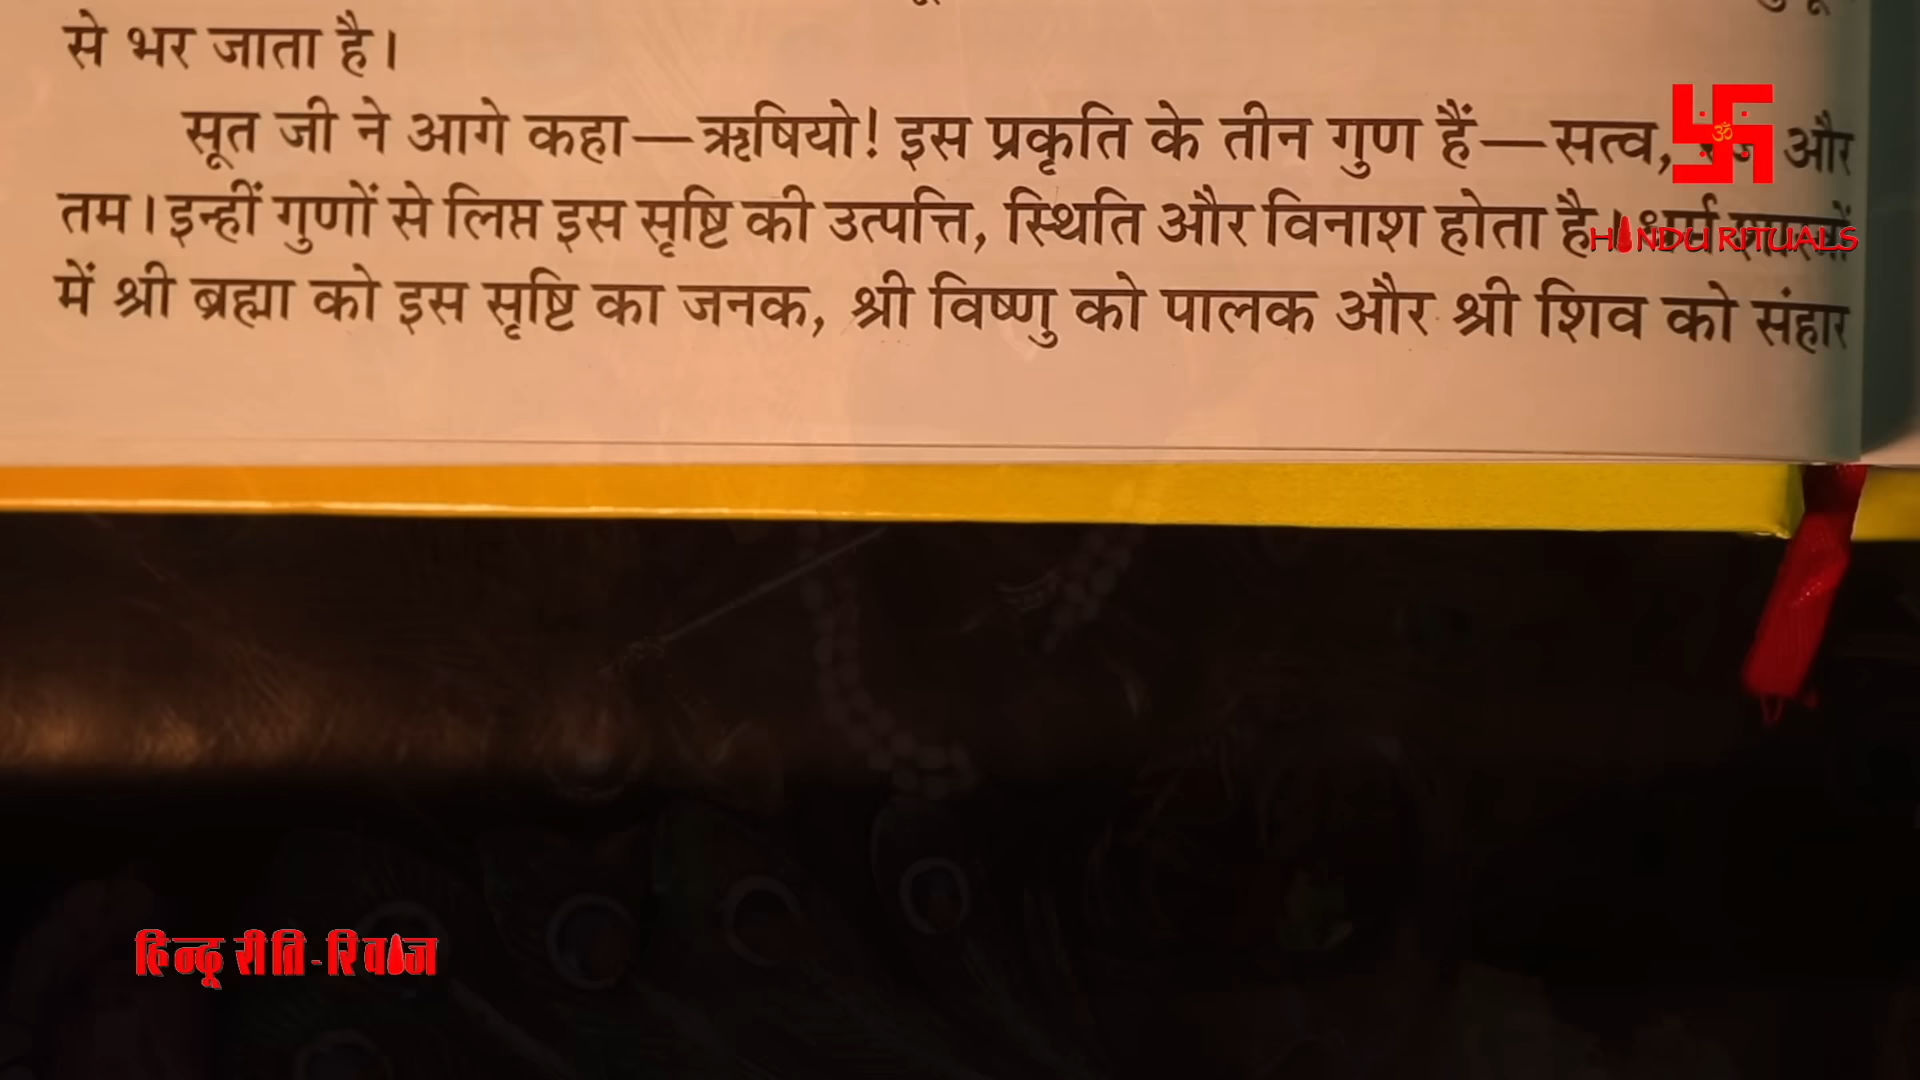 से भर जाता है।
सूत जी ने आगे कहा—ऋषियो! इस प्रकृति के तीन गुण हैं—सत्व, और
तम। इन्हीं गुणों से लिप्त इस सृष्टि की उत्पत्ति, स्थिति और विनाश होता है।
HINDU RITUALS
में श्री ब्रह्मा को इस सृष्टि का जनक, श्री विष्णु को पालक और श्री शिव को संहार
हिन्दू रीति-रिवाज